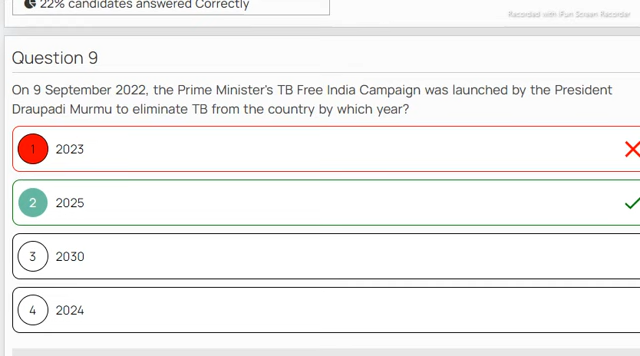 22% candidates answered Correctly
Recorded with iFun Screen Recorder
Question 9
On 9 September 2022, the Prime Minister's TB Free India Campaign was launched by the President
Draupadi Murmu to eliminate TB from the country by which year?
1 2023
2 2025
3 2030
4 2024